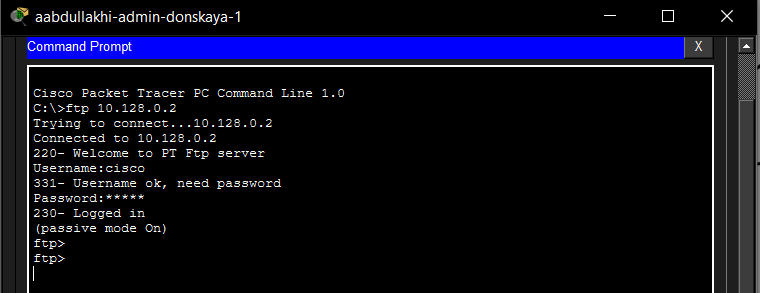 aabdullakhi-admin-donskaya-1
Command Prompt
X
Cisco Packet Tracer PC Command Line 1.0
C:\>ftp 10.128.0.2
Trying to connect...10.128.0.2
Connected to 10.128.0.2
220- Welcome to PT Ftp server
Username:cisco
331- Username ok, need password
Password:*****
230- Logged in
(passive mode On)
ftp>
ftp>